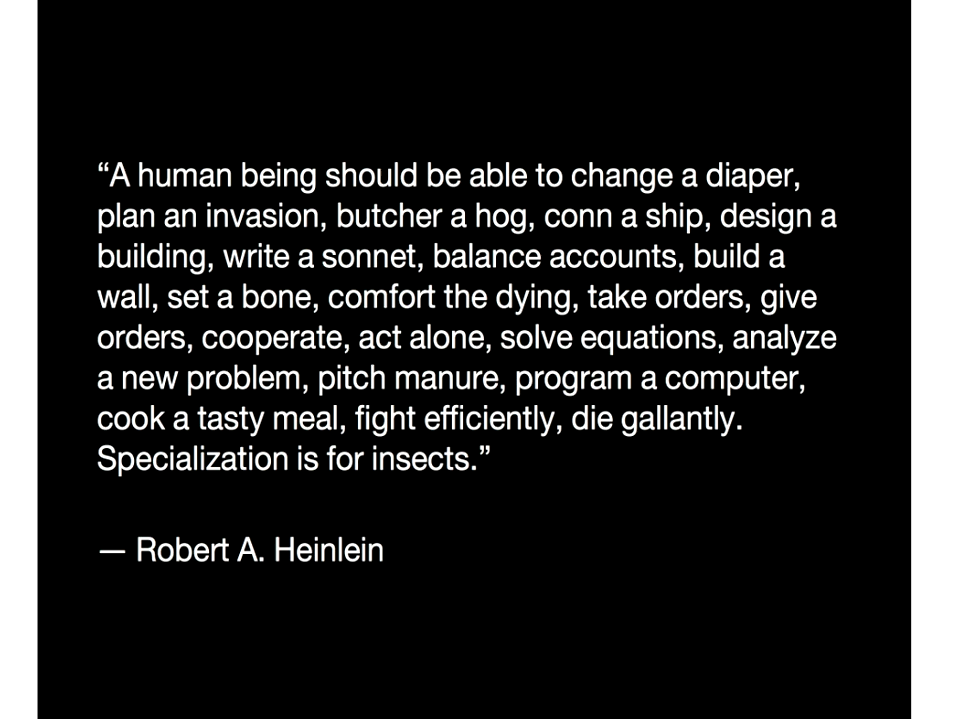 “A human being should be able to change a diaper,
plan an invasion, butcher a hog, conn a ship, design a
building, write a sonnet, balance accounts, build a
wall, set a bone, comfort the dying, take orders, give
orders, cooperate, act alone, solve equations, analyze
a new problem, pitch manure, program a computer,
cook a tasty meal, fight efficiently, die gallantly.
Specialization is for insects.”
— Robert A. Heinlein